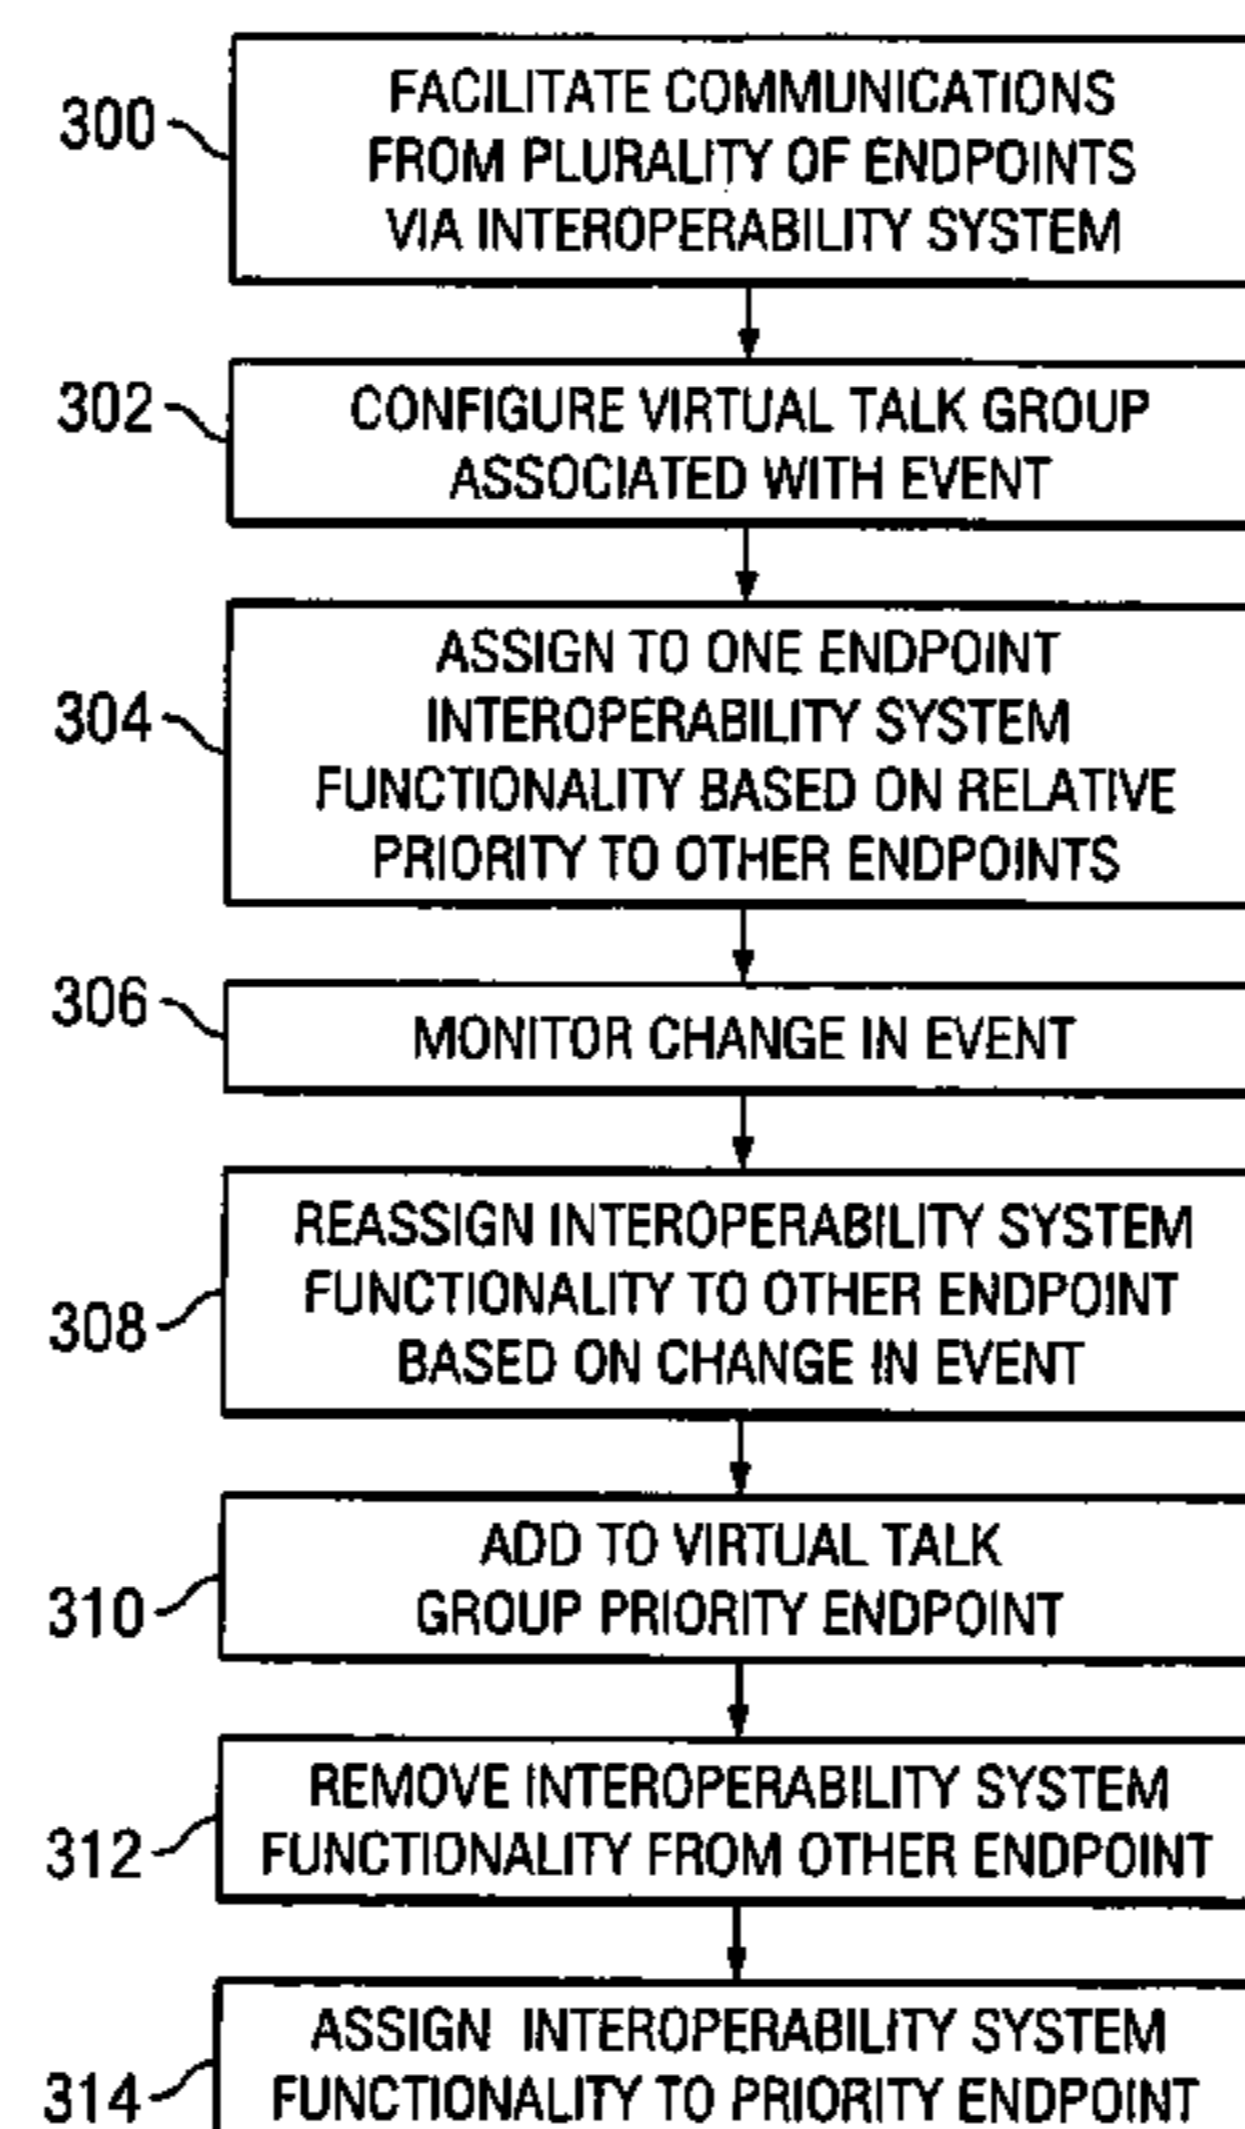 300
FACILITATE COMMUNICATIONS
FROM PLURALITY OF ENDPOINTS
VIA INTEROPERABILITY SYSTEM
302
CONFIGURE VIRTUAL TALK GROUP
ASSOCIATED WITH EVENT
304
ASSIGN TO ONE ENDPOINT
INTEROPERABILITY SYSTEM
FUNCTIONALITY BASED ON RELATIVE
PRIORITY TO OTHER ENDPOINTS
306
MONITOR CHANGE IN EVENT
308
REASSIGN INTEROPERABILITY SYSTEM
FUNCTIONALITY TO OTHER ENDPOINT
BASED ON CHANGE IN EVENT
310
ADD TO VIRTUAL TALK
GROUP PRIORITY ENDPOINT
312
REMOVE INTEROPERABILITY SYSTEM
FUNCTIONALITY FROM OTHER ENDPOINT
314
ASSIGN INTEROPERABILITY SYSTEM
FUNCTIONALITY TO PRIORITY ENDPOINT